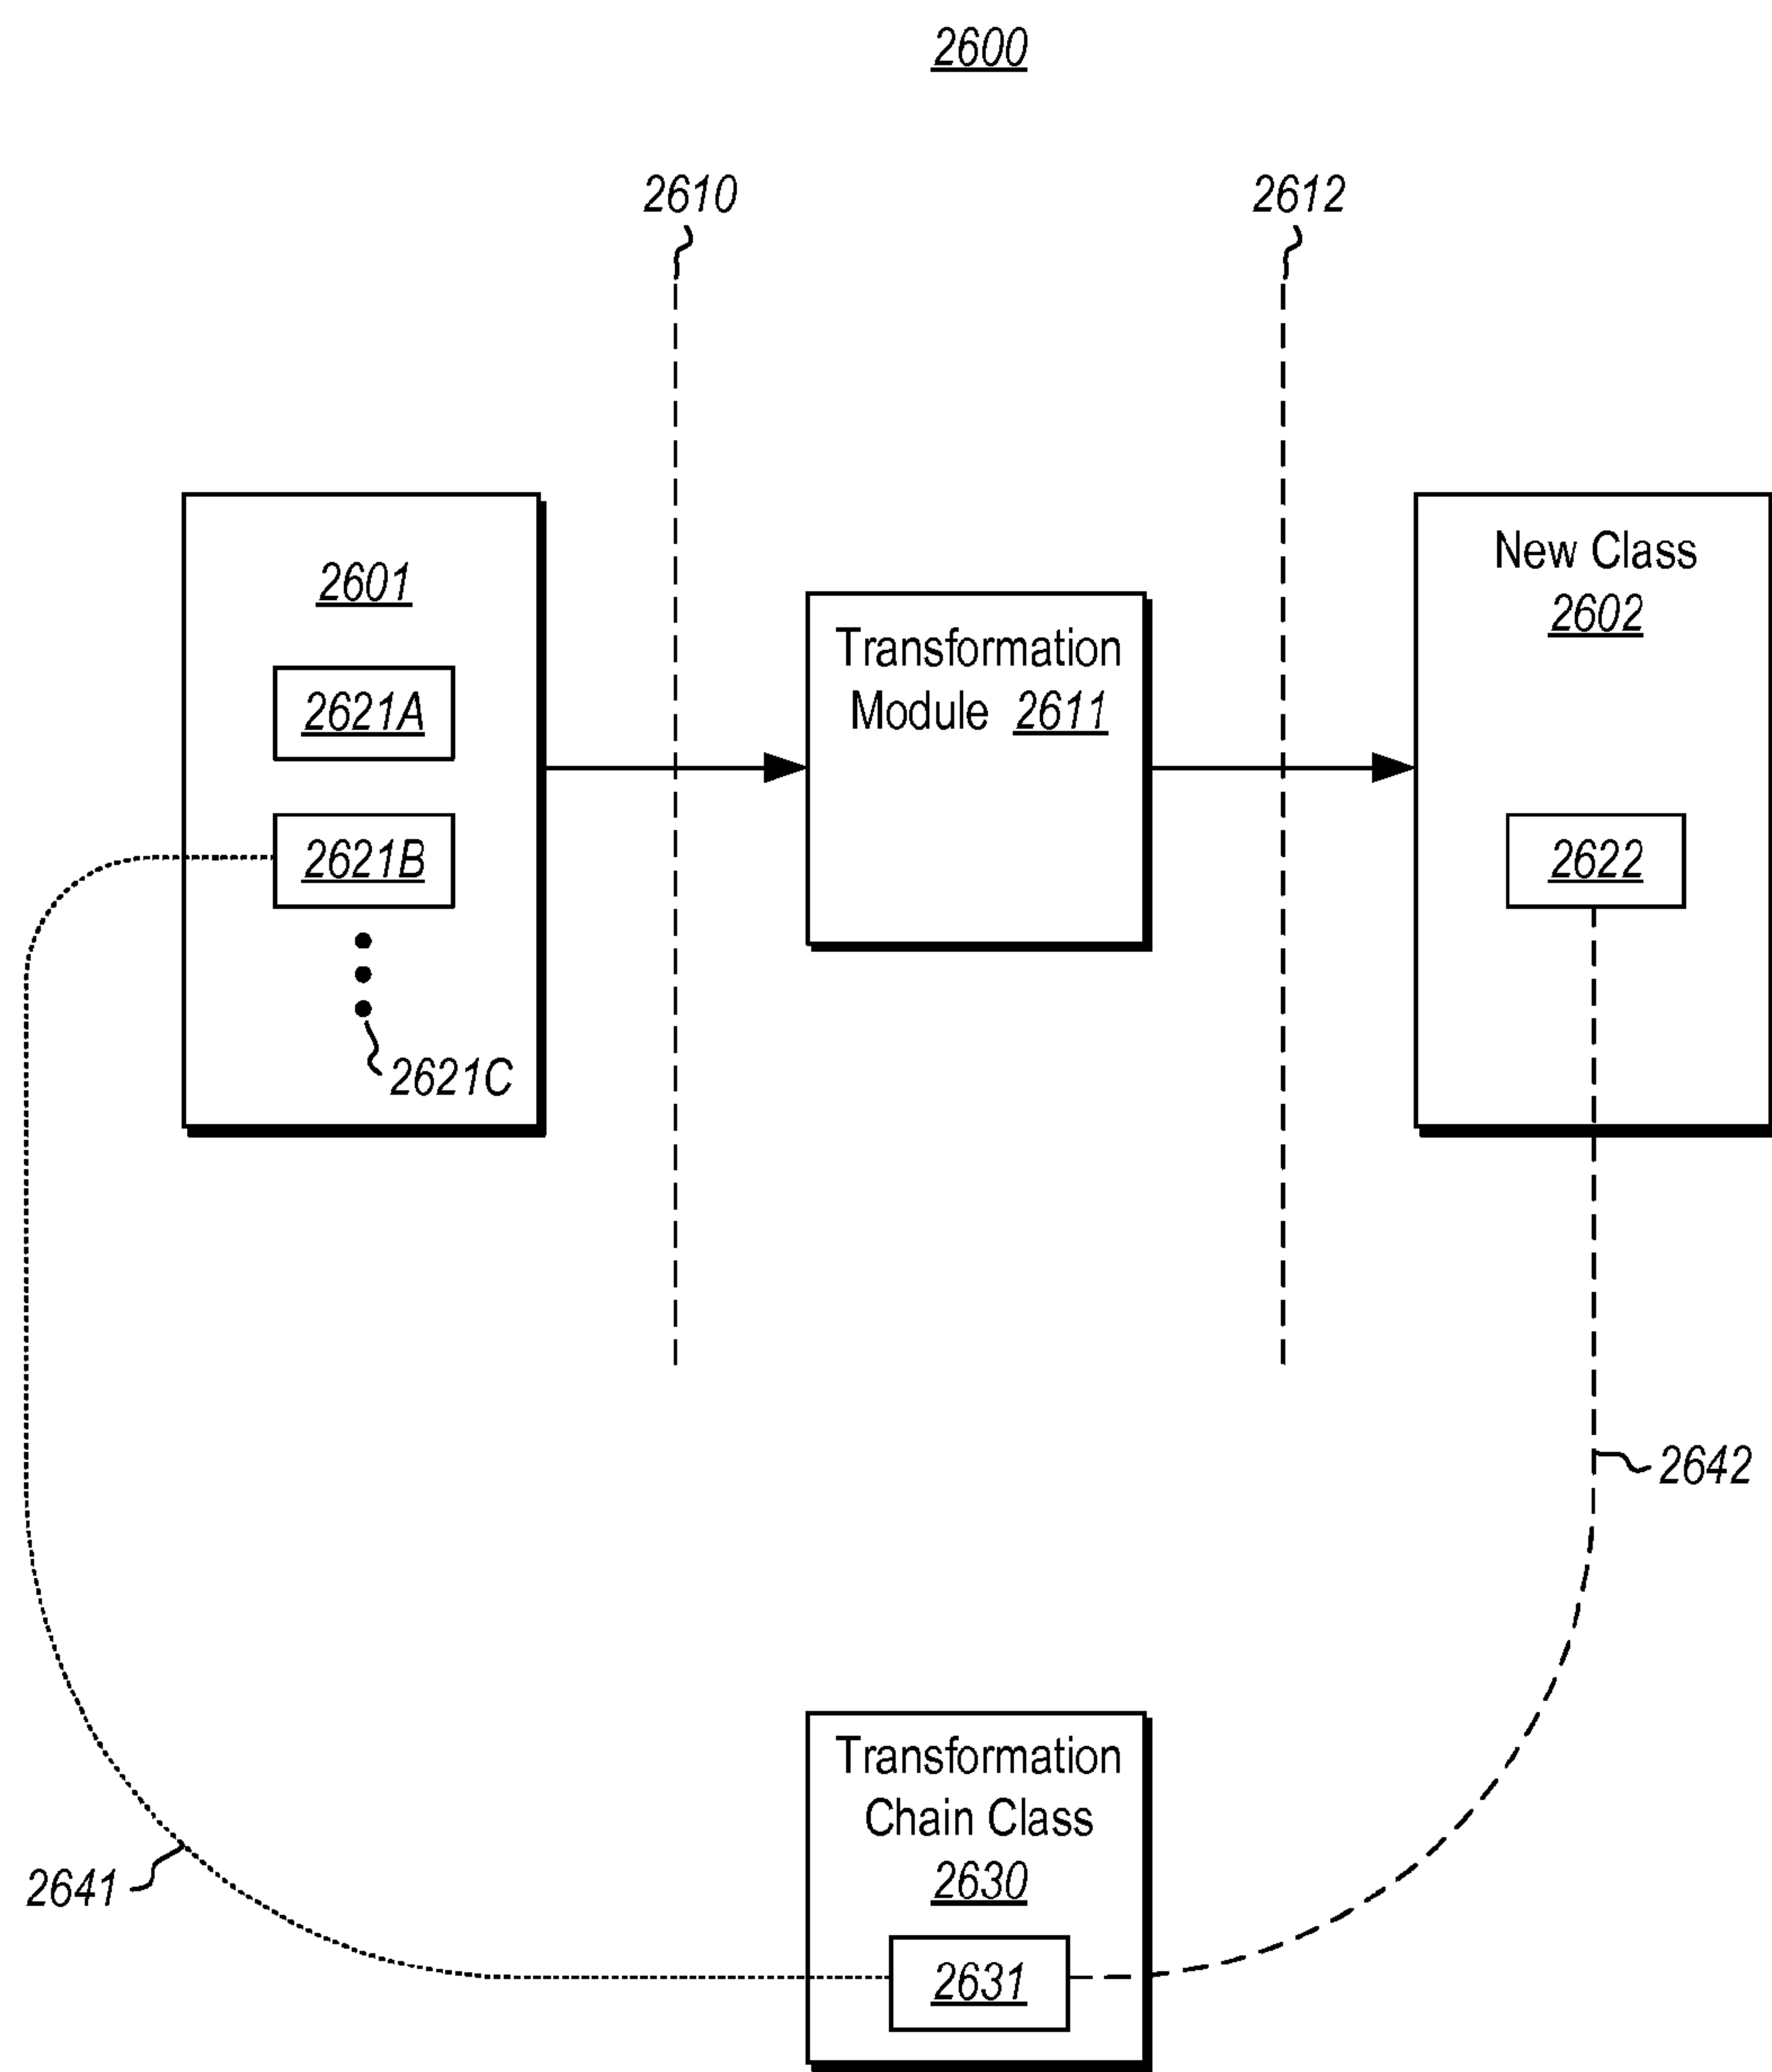 2600
2610
2612
2601
2621A
2621B
2621C
Transformation
Module 2611
New Class
2602
2622
2642
2641
Transformation
Chain Class
2630
2631